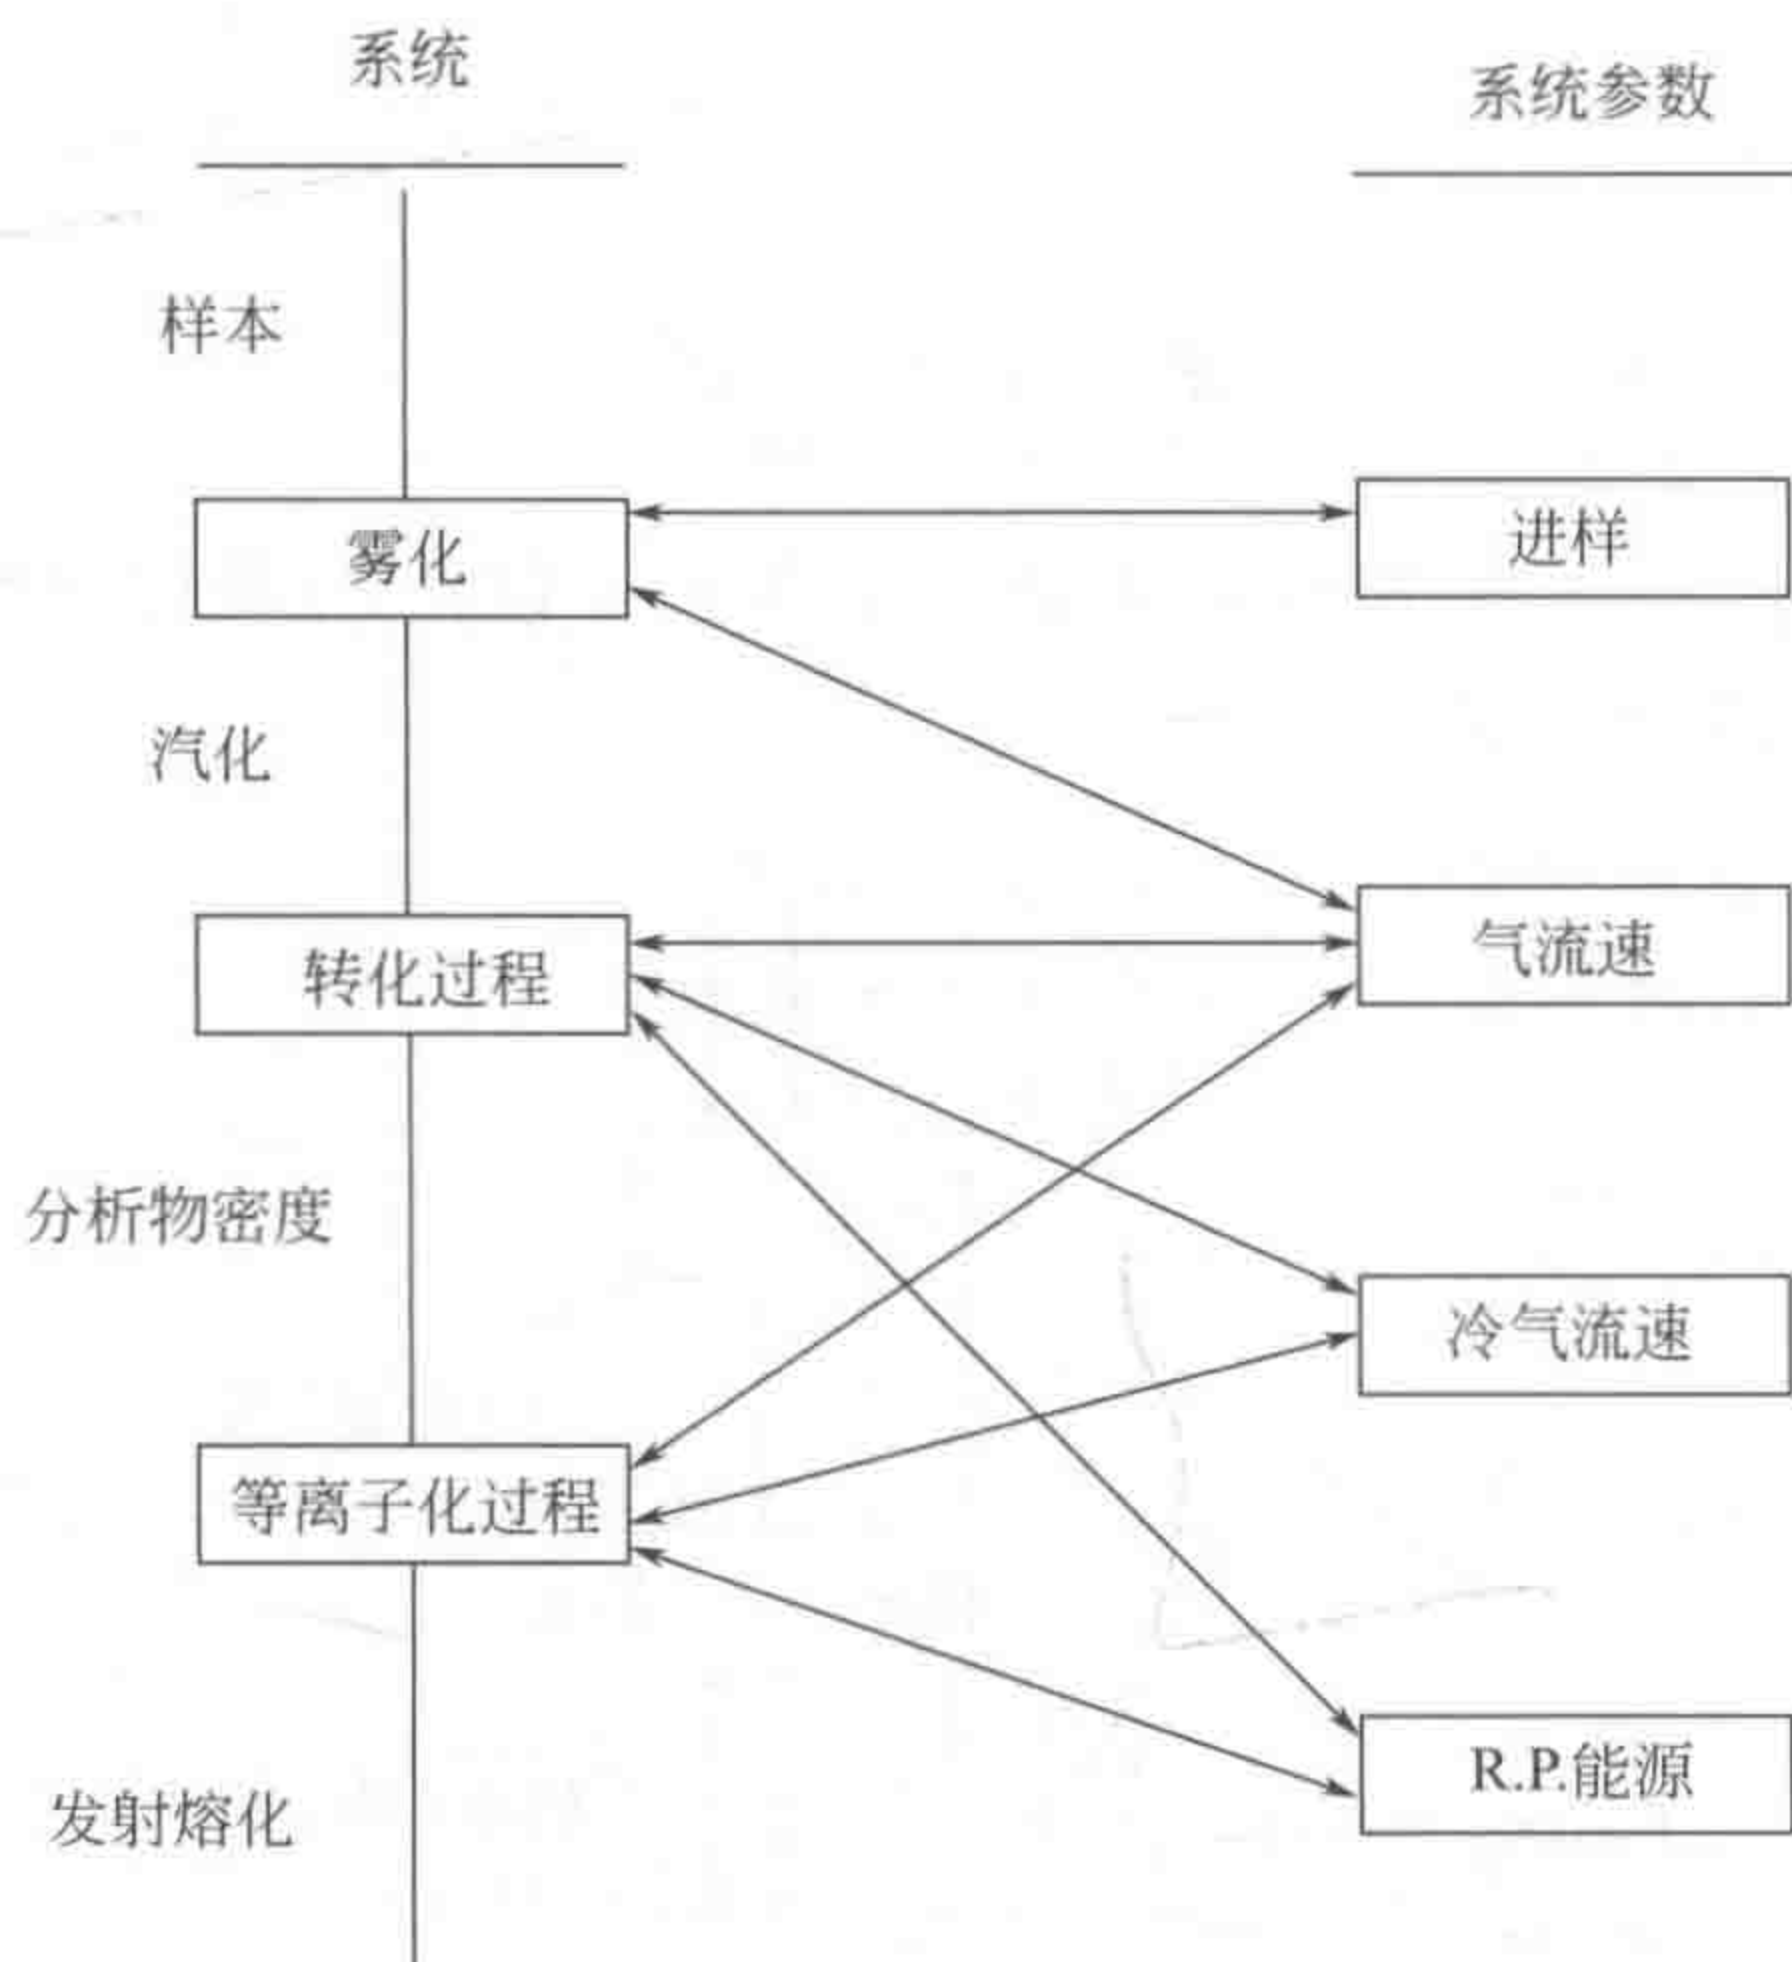 系统
系统参数
样本
雾化
进样
汽化
气流速
转化过程
分析物密度
冷气流速
等离子化过程
R.P.能源
发射熔化